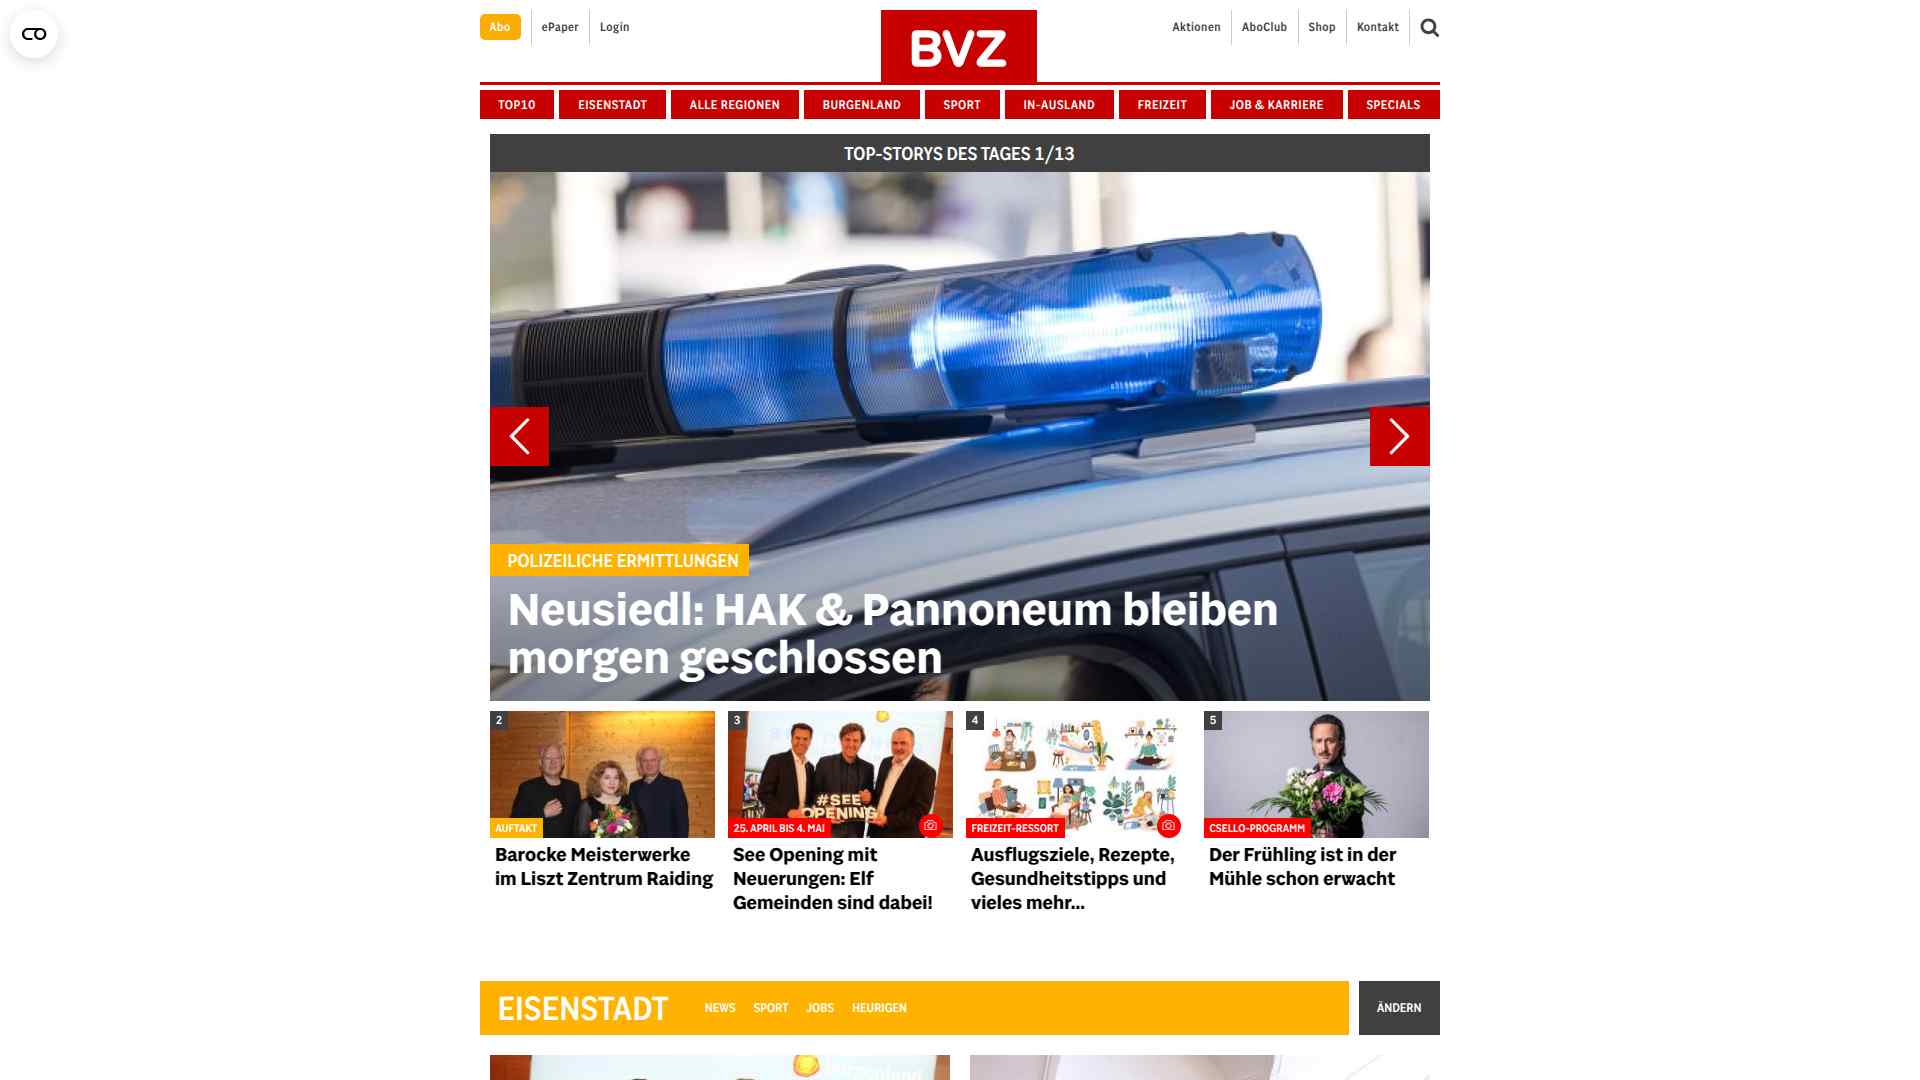 Abo
ePaper
Login
BVZ
Aktionen
AboClub
Shop
Kontakt
TOP10
EISENSTADT
ALLE REGIONEN
BURGENLAND
SPORT
IN-AUSLAND
FREIZEIT
JOB & KARRIERE
SPECIALS
TOP-STORYS DES TAGES 1/13
POLIZEILICHE ERMITTLUNGEN
Neusiedl: HAK & Pannoneum bleiben
morgen geschlossen
2
AUFTAKT
Barocke Meisterwerke
im Liszt Zentrum Raiding
3
#SEE
OPENING
25. APRIL BIS 4. MAI
See Opening mit
Neuerungen: Elf
Gemeinden sind dabei!
4
FREIZEIT-RESSORT
Ausflugsziele, Rezepte,
Gesundheitstipps und
vieles mehr...
5
CSELLO-PROGRAMM
Der Frühling ist in der
Mühle schon erwacht
EISENSTADT
NEWS
SPORT
JOBS
HEURIGEN
ÄNDERN